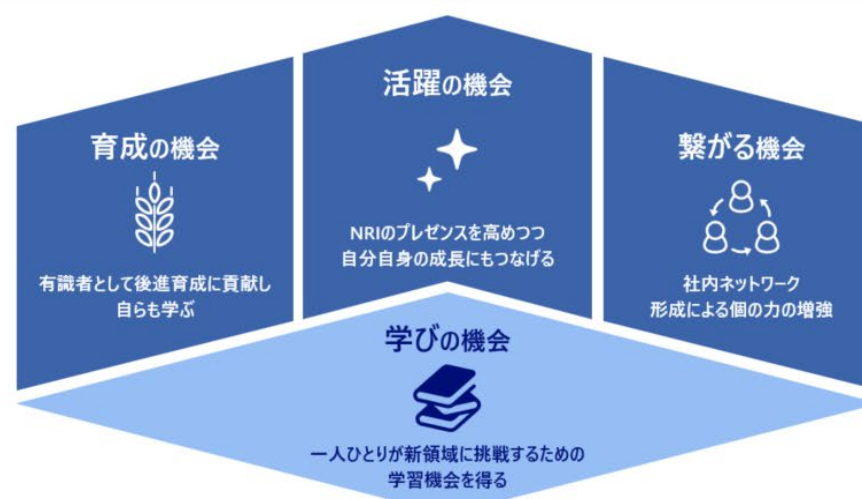 育成の機会
有識者として後進育成に貢献し
自らも学ぶ
活躍の機会
NRIのプレゼンスを高めつつ
自分自身の成長にもつなげる
繋がる機会
社内ネットワーク
形成による個の力の増強
学びの機会
一人ひとりが新領域に挑戦するための
学習機会を得る